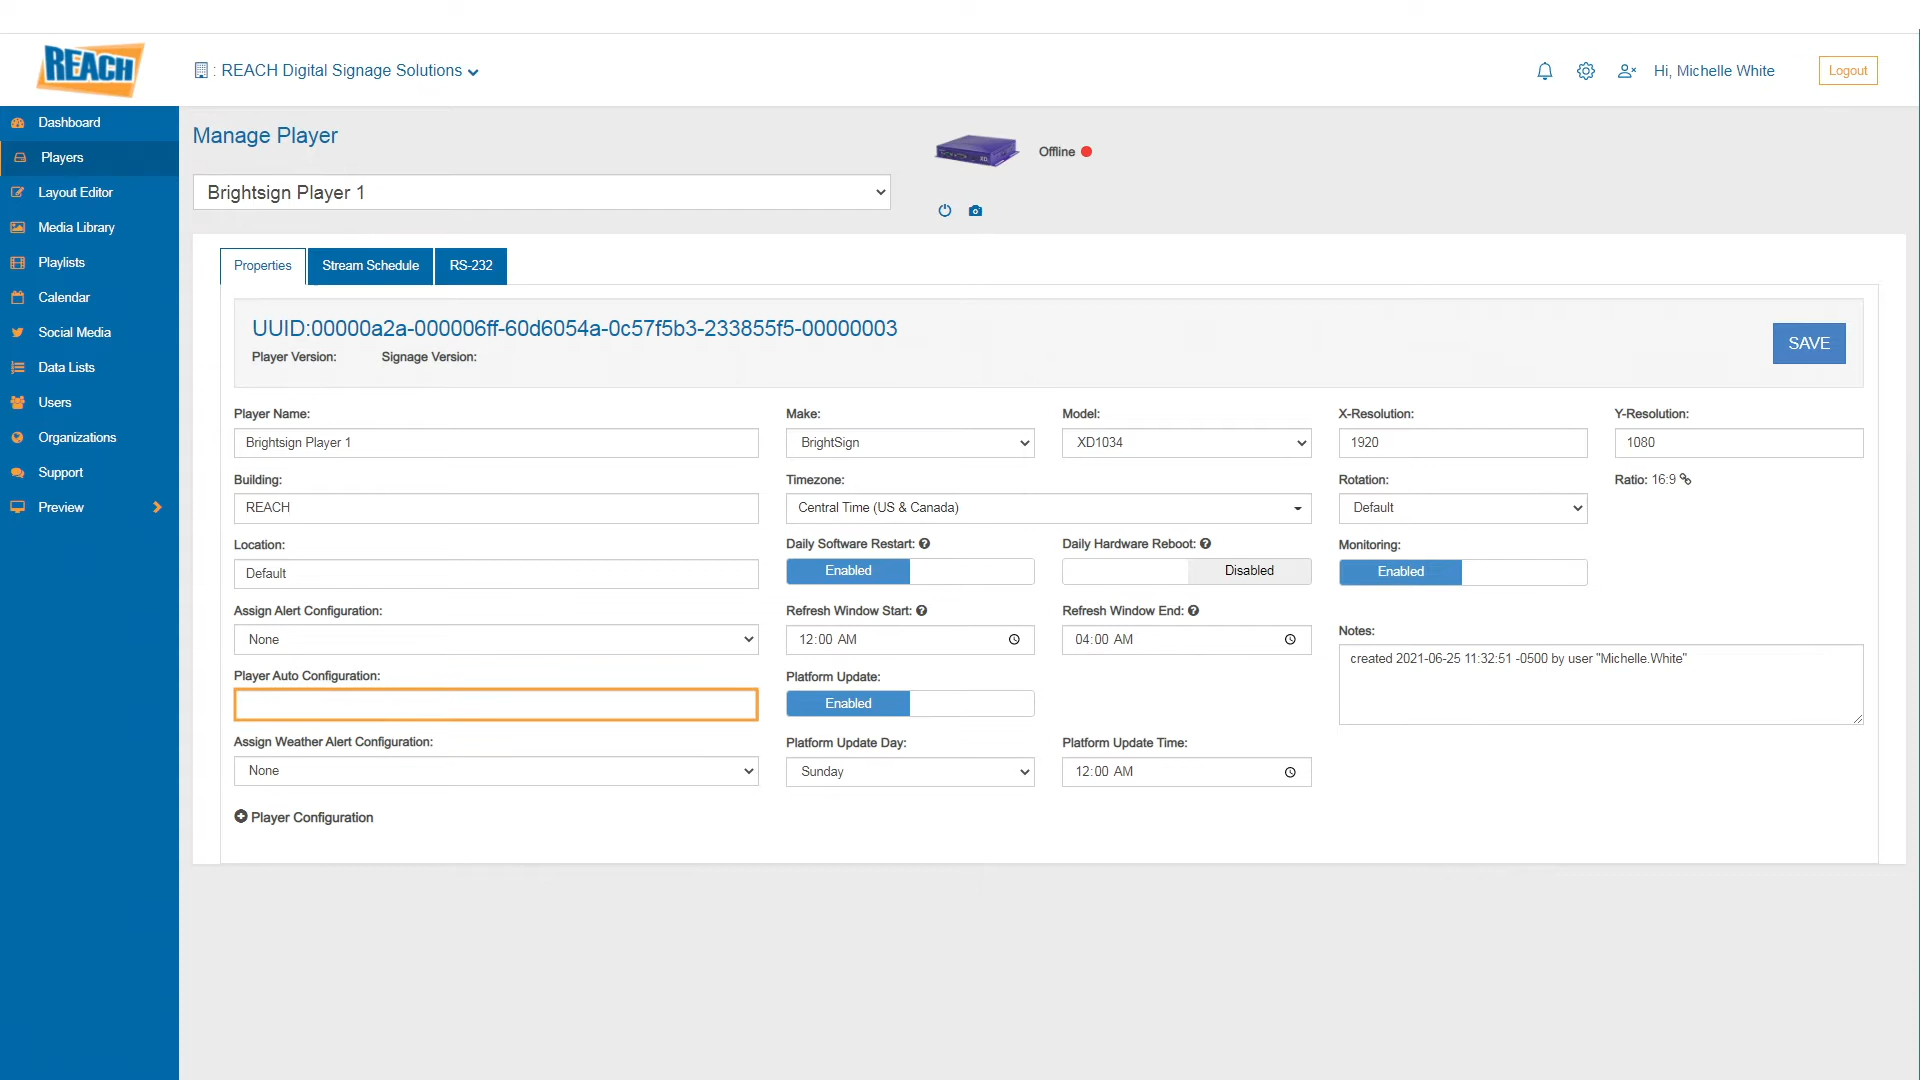 REACH
: REACH Digital Signage Solutions
Hi, Michelle White
Logout
Dashboard
Players
Layout Editor
Media Library
Playlists
Calendar
Social Media
Data Lists
Users
Organizations
Support
Preview
Manage Player
Offline
Brightsign Player 1
Properties
Stream Schedule
RS-232
UUID:00000a2a-000006ff-60d6054a-0c57f5b3-233855f5-00000003
Player Version: Signage Version:
SAVE
Player Name:
Brightsign Player 1
Make:
BrightSign
Model:
XD1034
X-Resolution:
1920
Y-Resolution:
1080
Building:
REACH
Timezone:
Central Time (US & Canada)
Rotation:
Default
Ratio: 16:9
Location:
Default
Daily Software Restart:
Enabled
Daily Hardware Reboot:
Disabled
Monitoring:
Enabled
Assign Alert Configuration:
None
Refresh Window Start:
12:00 AM
Refresh Window End:
04:00 AM
Notes:
created 2021-06-25 11:32:51 -0500 by user "Michelle.White"
Player Auto Configuration:
Platform Update:
Enabled
Assign Weather Alert Configuration:
None
Platform Update Day:
Sunday
Platform Update Time:
12:00 AM
Player Configuration